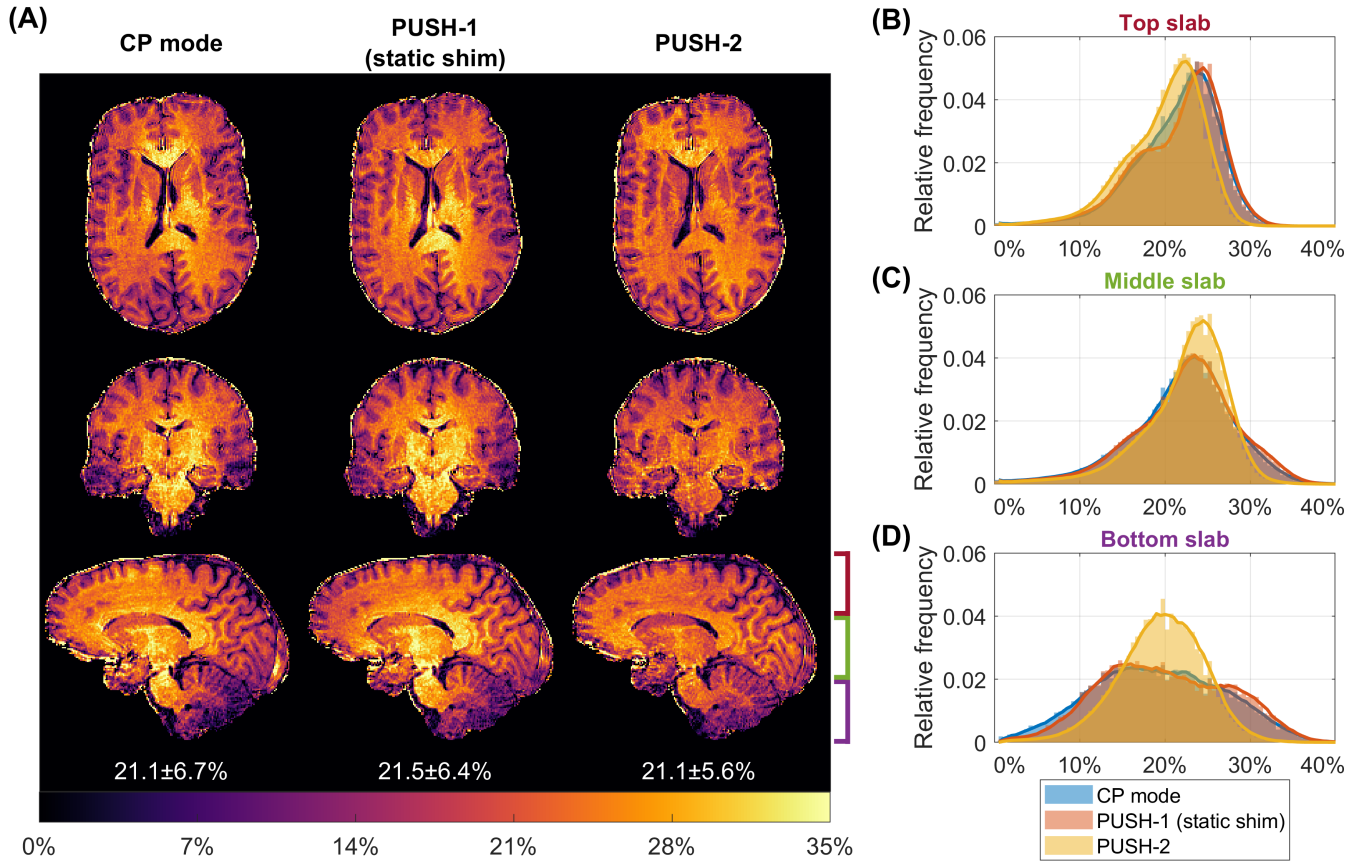 (A)
CP mode
PUSH-1
(static shim)
PUSH-2
21.1±6.7%
21.5±6.4%
21.1±5.6%
0%
7%
14%
21%
28%
35%
(B)
Top slab
Relative frequency
0.06
0.04
0.02
0
0%
10%
20%
30%
40%
(C)
Middle slab
Relative frequency
0.06
0.04
0.02
0
0%
10%
20%
30%
40%
(D)
Bottom slab
Relative frequency
0.06
0.04
0.02
0
0%
10%
20%
30%
40%
CP mode
PUSH-1 (static shim)
PUSH-2